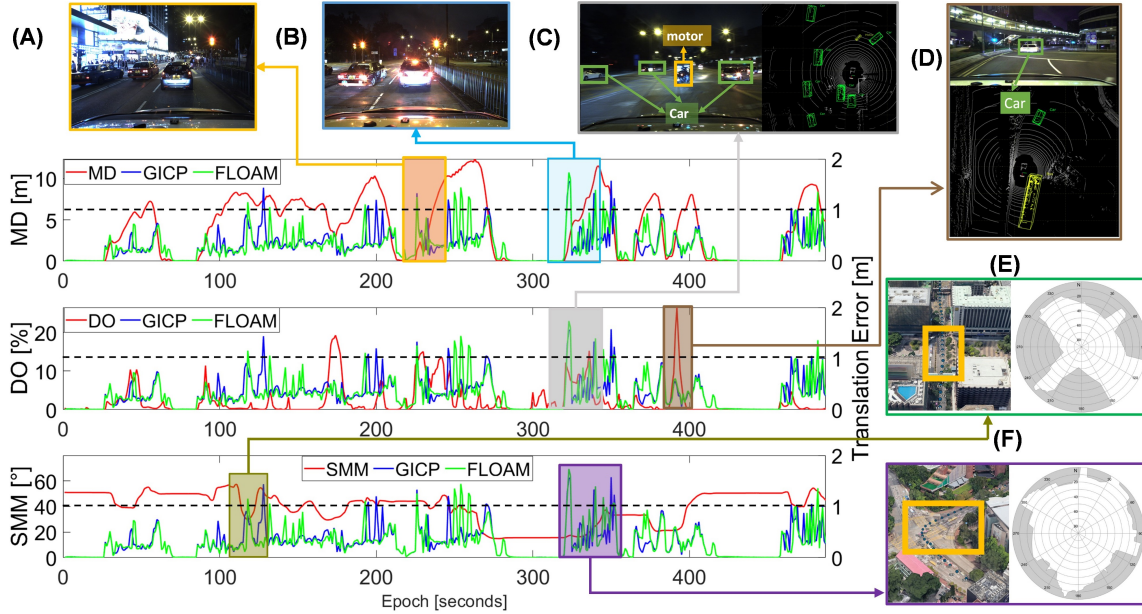 (A)
(B)
(C)
motor
Car
(D)
Car
MD [m]
MD GICP FLOAM
10
5
0
2
1
0
0 100 200 300 400
DO [%]
DO GICP FLOAM
20
10
0
2
1
0
0 100 200 300 400
Translation Error [m]
(E)
(F)
SMM [°]
SMM GICP FLOAM
60
40
20
0
2
1
0
0 100 200 300 400
Epoch [seconds]